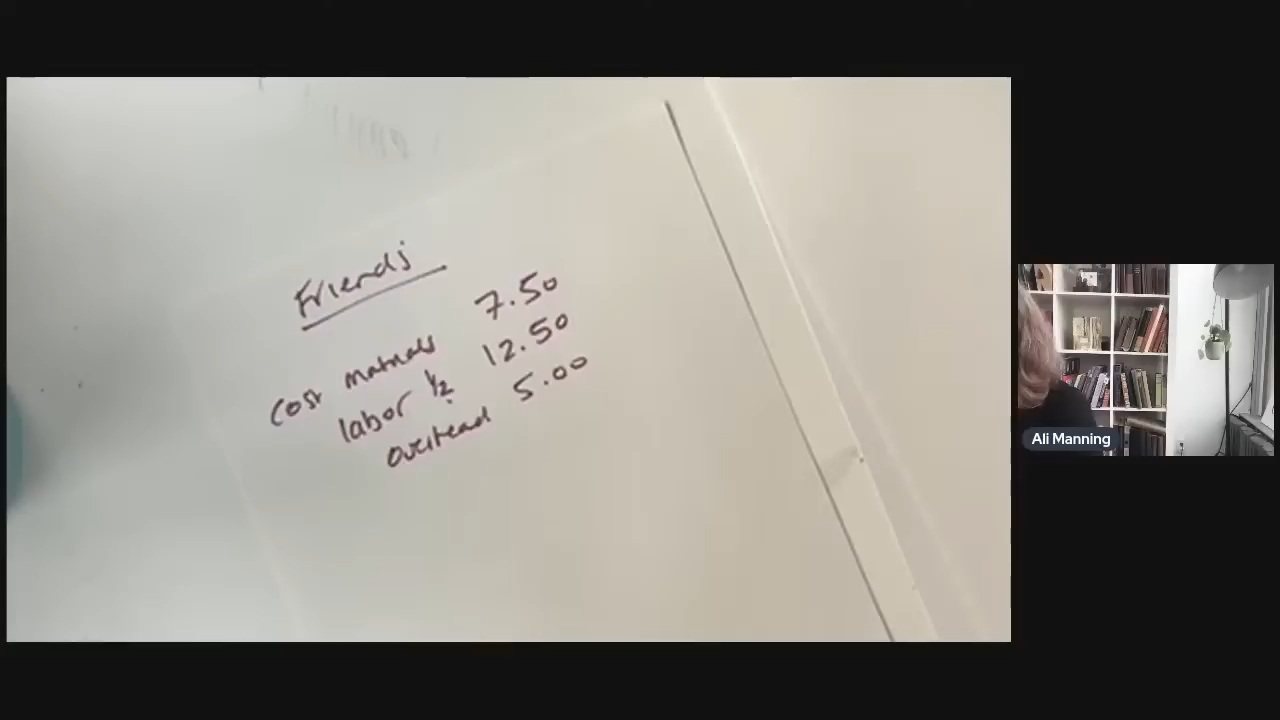 Friends
cost materials 7.50
labor 1/2 12.50
overhead 5.00
Ali Manning